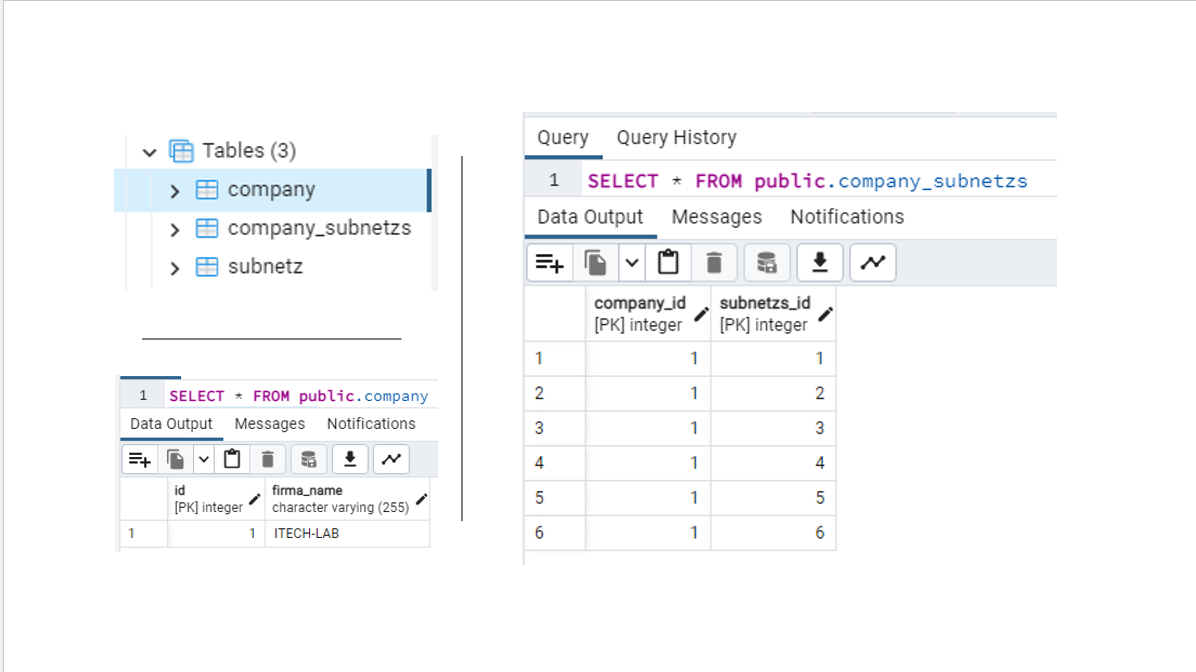 Tables (3)
company
company_subnetzs
subnetz
1 SELECT * FROM public.company
Data Output Messages Notifications
id firma_name
[PK] integer character varying (255)
1 1 ITECH-LAB
Query Query History
1 SELECT * FROM public.company_subnetzs
Data Output Messages Notifications
company_id subnetzs_id
[PK] integer [PK] integer
1 1 1
2 1 2
3 1 3
4 1 4
5 1 5
6 1 6